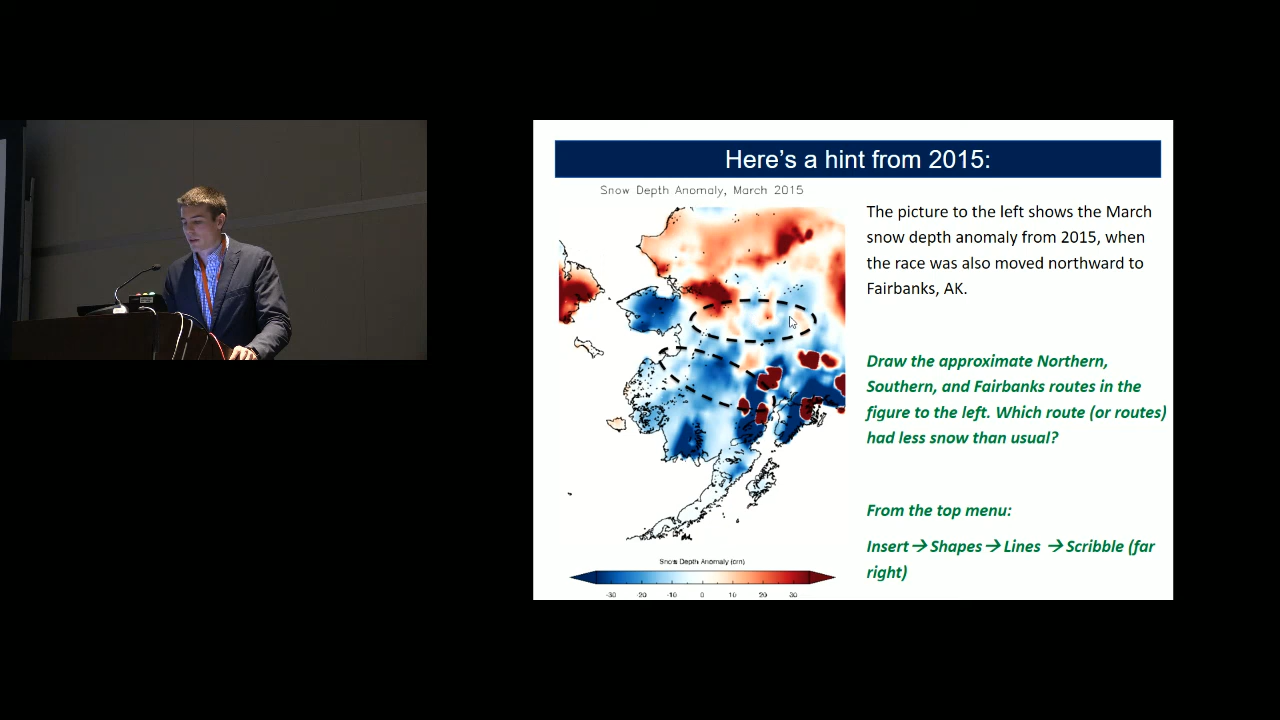 Here's a hint from 2015:
Snow Depth Anomaly, March 2015
The picture to the left shows the March
snow depth anomaly from 2015, when
the race was also moved northward to
Fairbanks, AK.
Draw the approximate Northern,
Southern, and Fairbanks routes in the
figure to the left. Which route (or routes)
had less snow than usual?
From the top menu:
Insert→Shapes→Lines →Scribble (far
right)
Snow Depth Anomaly (cm)
-30 -20 -10 0 10 20 30